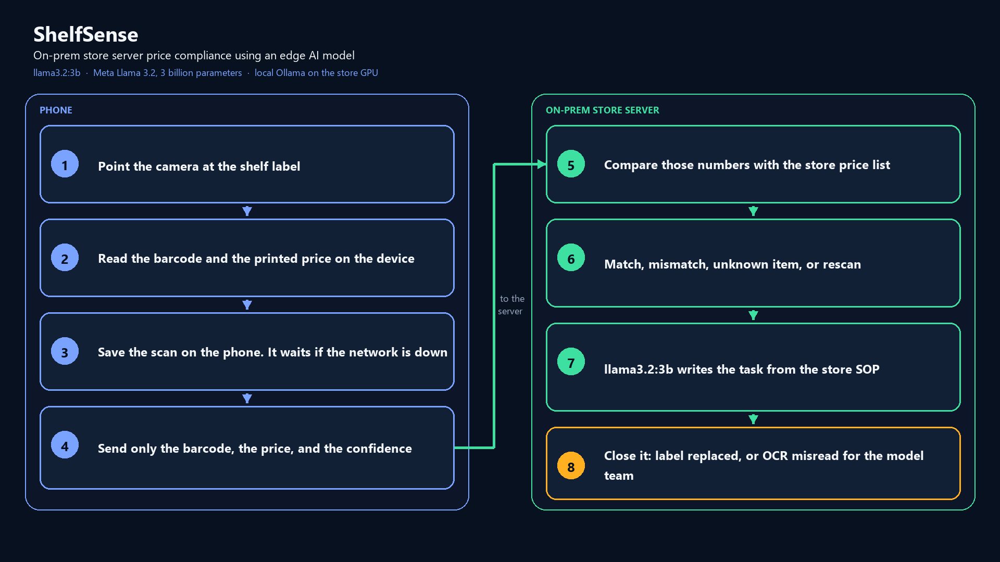 ShelfSense
On-prem store server price compliance using an edge AI model
llama3.2:3b · Meta Llama 3.2, 3 billion parameters · local Ollama on the store GPU
PHONE
1
Point the camera at the shelf label
2
Read the barcode and the printed price on the device
3
Save the scan on the phone. It waits if the network is down
4
Send only the barcode, the price, and the confidence
to the
server
ON-PREM STORE SERVER
5
Compare those numbers with the store price list
6
Match, mismatch, unknown item, or rescan
7
llama3.2:3b writes the task from the store SOP
8
Close it: label replaced, or OCR misread for the model
team